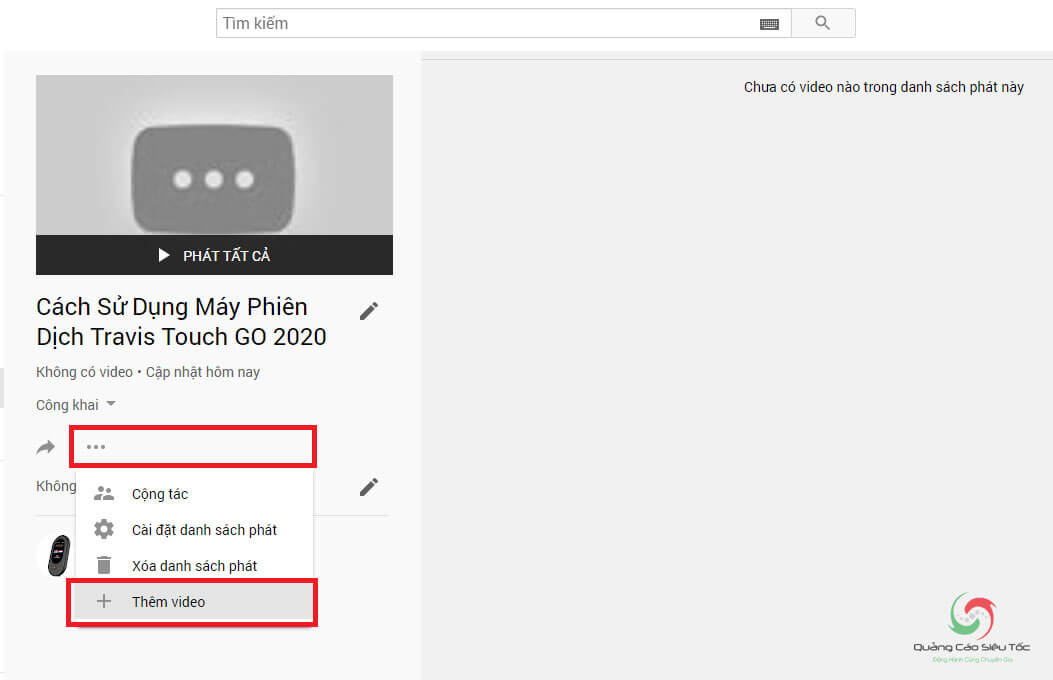 Tìm kiếm
Chưa có video nào trong danh sách phát này
PHÁT TẤT CẢ
Cách Sử Dụng Máy Phiên
Dịch Travis Touch GO 2020
Không có video • Cập nhật hôm nay
Công khai
Không
Cộng tác
Cài đặt danh sách phát
Xóa danh sách phát
Thêm video
Quảng Cáo Siêu Tốc
Đồng Hành Cùng Chuyên Gia